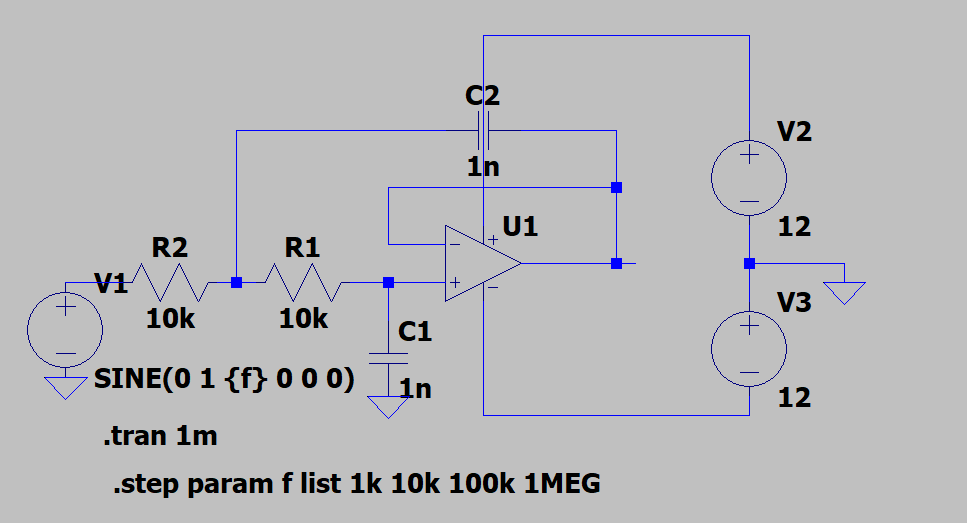 C2
1n
V2
12
U1
R2
R1
V1
10k
10k
C1
1n
V3
12
SINE(0 1 {f} 0 0 0)
.tran 1m
.step param f list 1k 10k 100k 1MEG